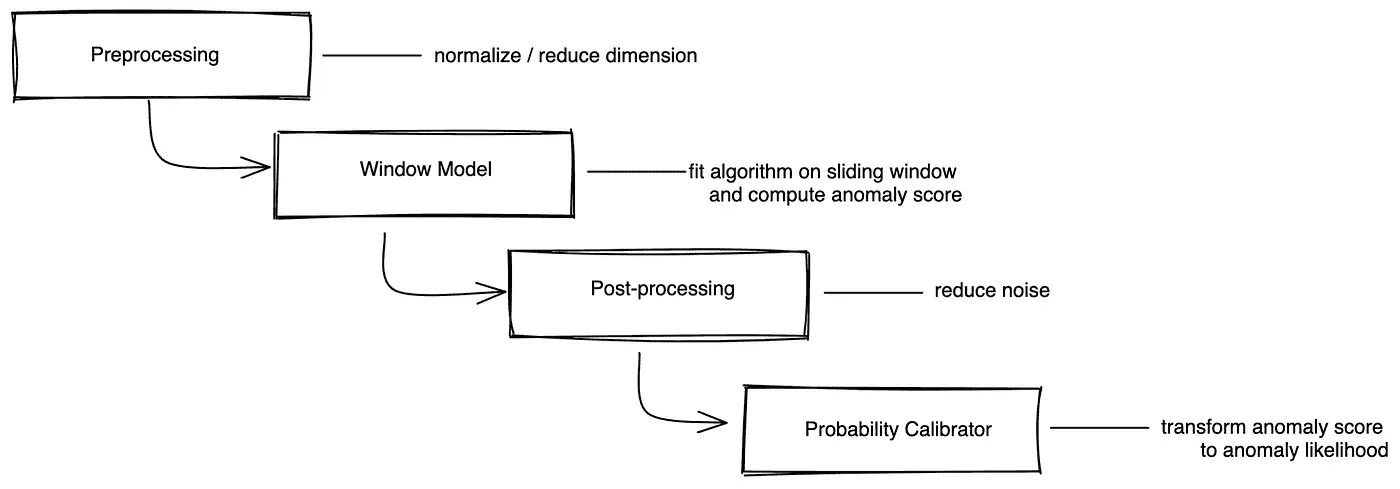 Preprocessing
normalize / reduce dimension
Window Model
fit algorithm on sliding window
and compute anomaly score
Post-processing
reduce noise
Probability Calibrator
transform anomaly score
to anomaly likelihood